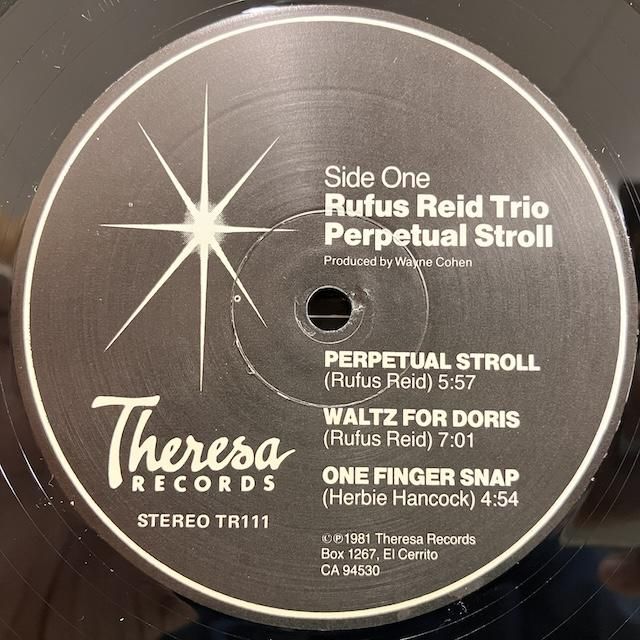 Side One
Rufus Reid Trio
Perpetual Stroll
Produced by Wayne Cohen
PERPETUAL STROLL
(Rufus Reid) 5:57
WALTZ FOR DORIS
(Rufus Reid) 7:01
ONE FINGER SNAP
(Herbie Hancock) 4:54
Theresa
RECORDS
STEREO TR111
©℗1981 Theresa Records
Box 1267, El Cerrito
CA 94530